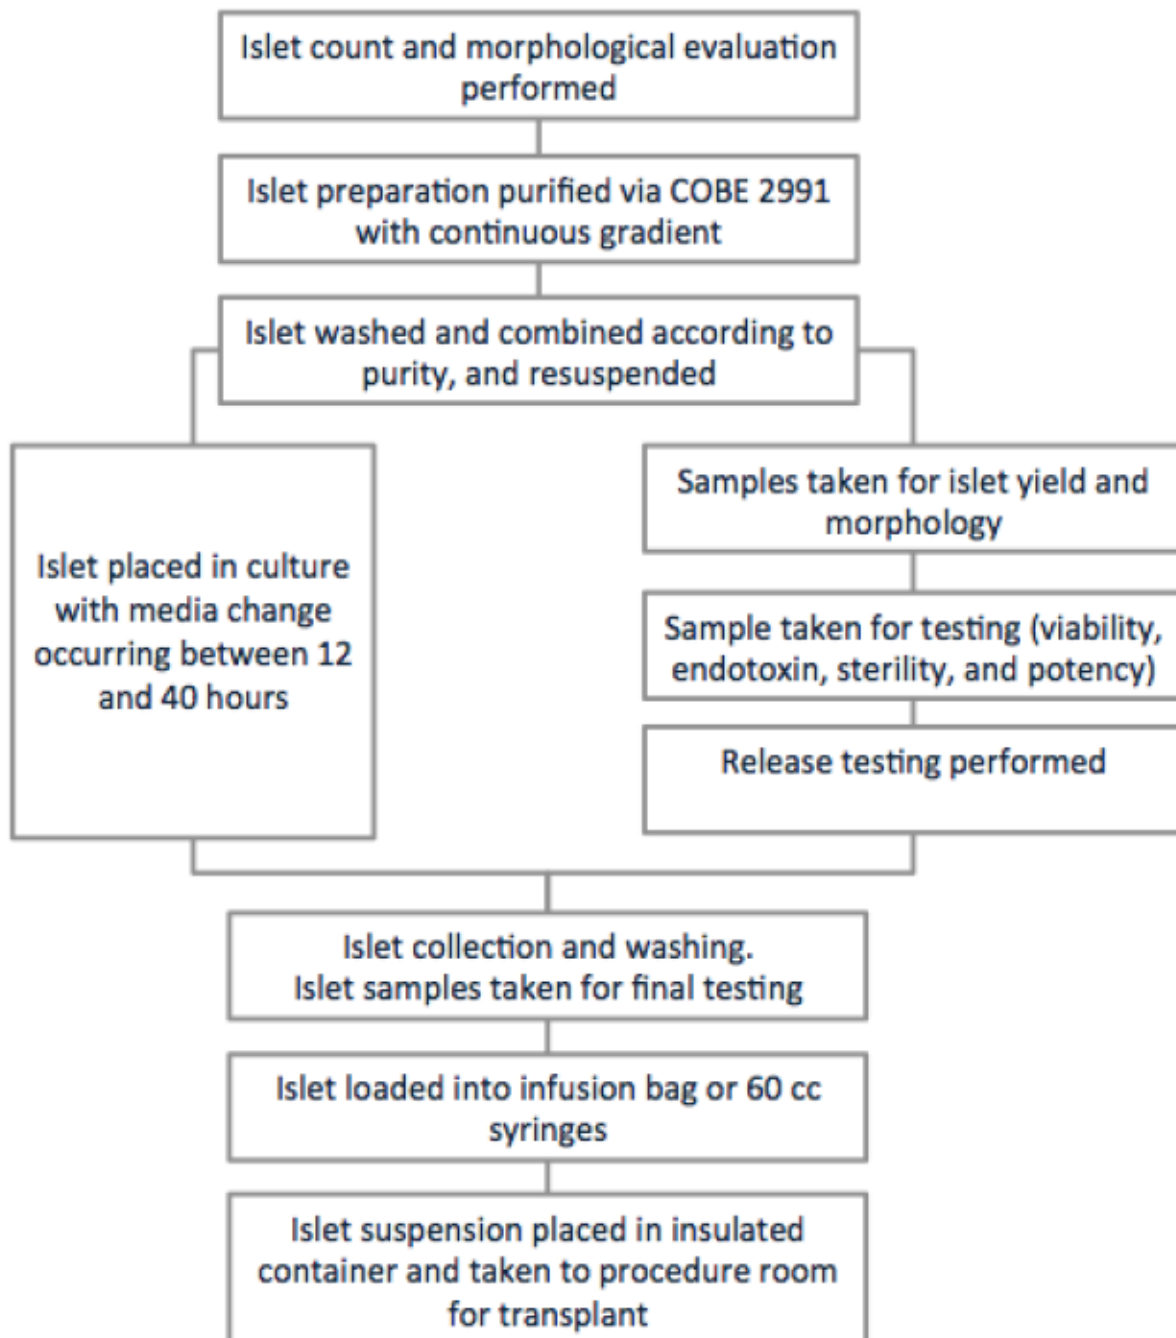 Islet count and morphological evaluation
performed
Islet preparation purified via COBE 2991
with continuous gradient
Islet washed and combined according to
purity, and resuspended
Islet placed in culture
with media change
occurring between 12
and 40 hours
Samples taken for islet yield and
morphology
Sample taken for testing (viability,
endotoxin, sterility, and potency)
Release testing performed
Islet collection and washing.
Islet samples taken for final testing
Islet loaded into infusion bag or 60 cc
syringes
Islet suspension placed in insulated
container and taken to procedure room
for transplant